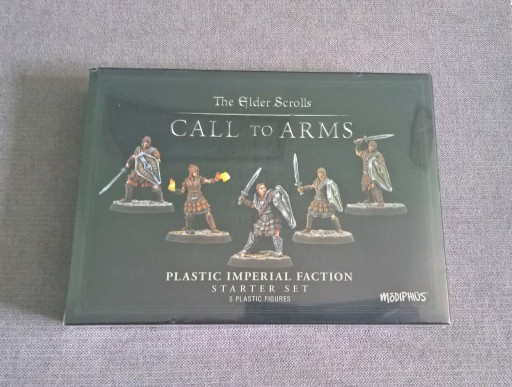 The Elder Scrolls
CALL TO ARMS
PLASTIC IMPERIAL FACTION
STARTER SET
5 PLASTIC FIGURES
MODIPHIUS